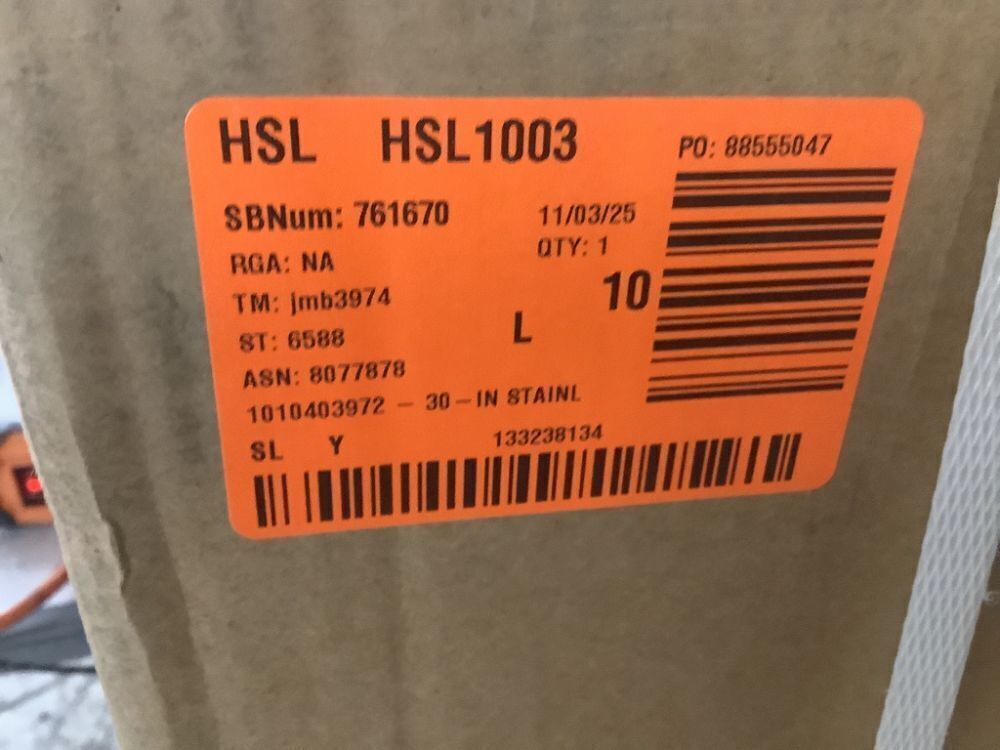 HSL HSL1003 PO: 88555047
SBNum: 761670 11/03/25
RGA: NA QTY: 1
TM: jmb3974 10
ST: 6588 L
ASN: 8077878
1010403972 - 30-IN STAINL
SL Y 133238134